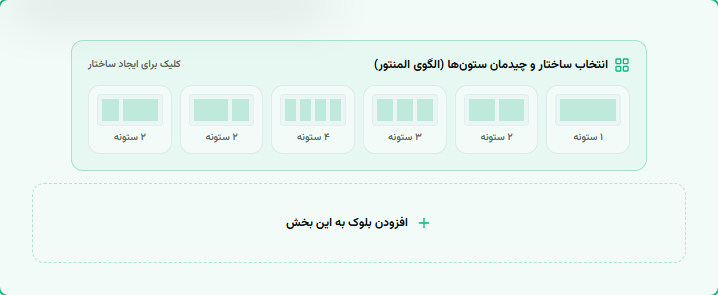 انتخاب ساختار و چیدمان ستون‌ها (الگوی المنتور)
کلیک برای ایجاد ساختار
۱ ستونه
۲ ستونه
۳ ستونه
۴ ستونه
۲ ستونه
۲ ستونه
افزودن بلوک به این بخش